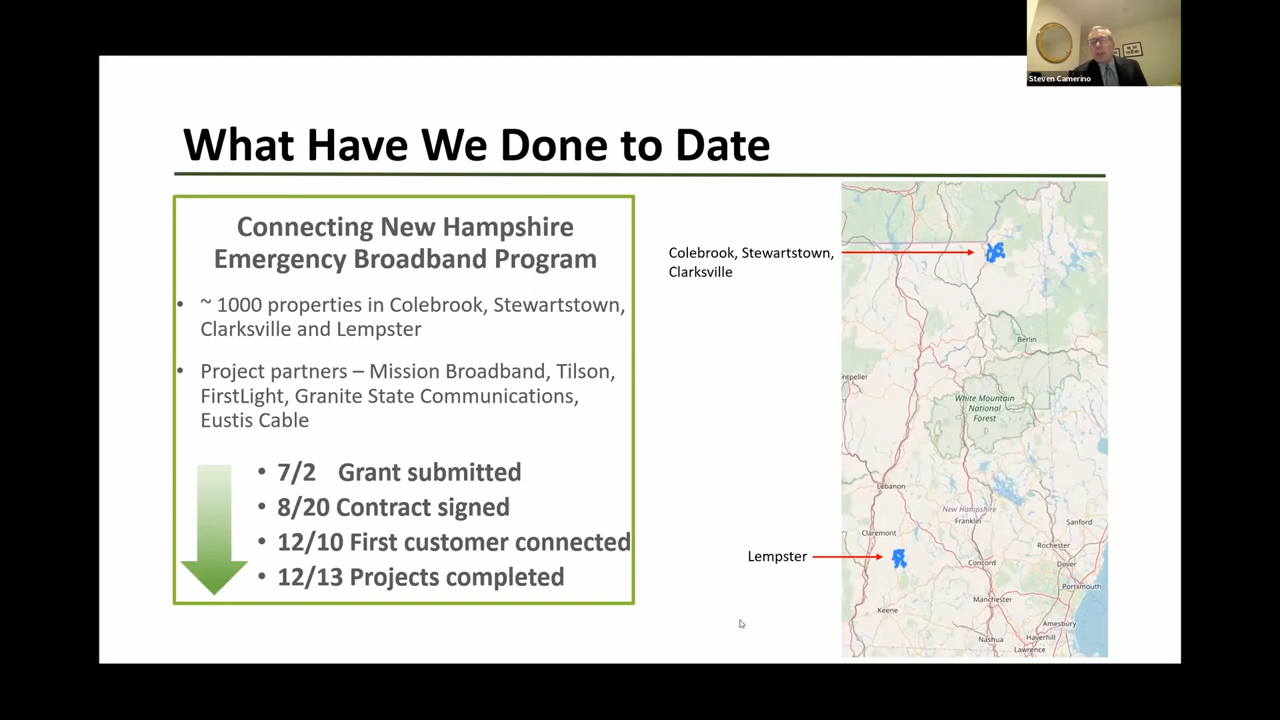 Steven Camerino
What Have We Done to Date
Connecting New Hampshire
Emergency Broadband Program
• ~ 1000 properties in Colebrook, Stewartstown,
Clarksville and Lempster
• Project partners – Mission Broadband, Tilson,
FirstLight, Granite State Communications,
Eustis Cable
• 7/2 Grant submitted
• 8/20 Contract signed
• 12/10 First customer connected
• 12/13 Projects completed
Colebrook, Stewartstown,
Clarksville
Lempster
Berlin
ntpelier
White Mountain
National
Forest
Lebanon
New Hampshire
Franklin
Sanford
Claremont
Rochester
Concord
Dover
Portsmouth
Manchester
Keene
Amesbury
Nashua
Haverhill
Lawrence